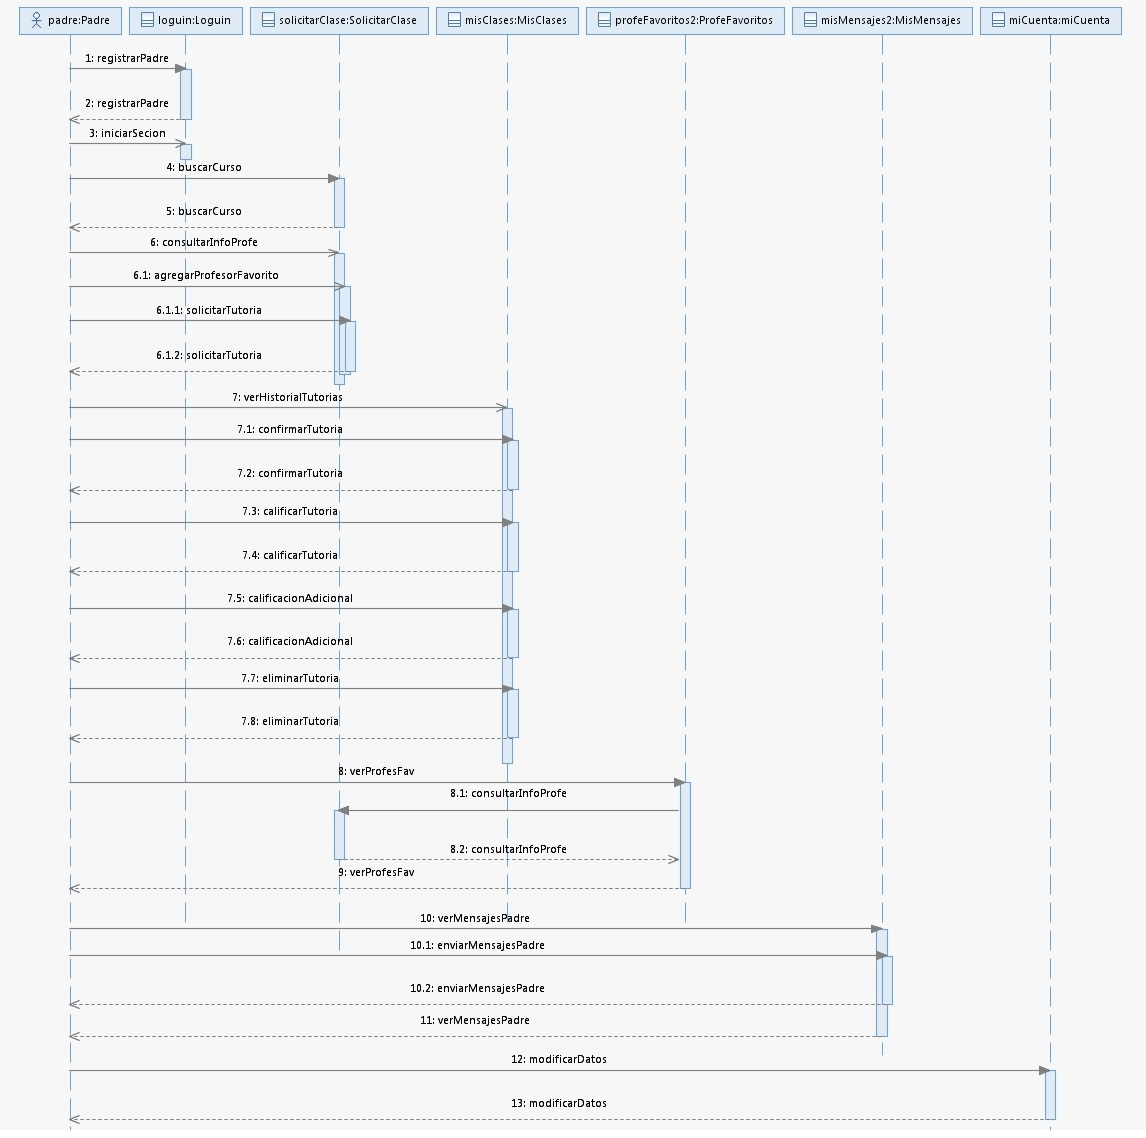 padre:Padre
loguin:Loguin
solicitarClase:SolicitarClase
misClases:MisClases
profeFavoritos2:ProfeFavoritos
misMensajes2:MisMensajes
miCuenta:miCuenta
1: registrarPadre
2: registrarPadre
3: iniciarSecion
4: buscarCurso
5: buscarCurso
6: consultarInfoProfe
6.1: agregarProfesorFavorito
6.1.1: solicitarTutoria
6.1.2: solicitarTutoria
7: verHistorialTutorias
7.1: confirmarTutoria
7.2: confirmarTutoria
7.3: calificarTutoria
7.4: calificarTutoria
7.5: calificacionAdicional
7.6: calificacionAdicional
7.7: eliminarTutoria
7.8: eliminarTutoria
8: verProfesFav
8.1: consultarInfoProfe
8.2: consultarInfoProfe
9: verProfesFav
10: verMensajesPadre
10.1: enviarMensajesPadre
10.2: enviarMensajesPadre
11: verMensajesPadre
12: modificarDatos
13: modificarDatos